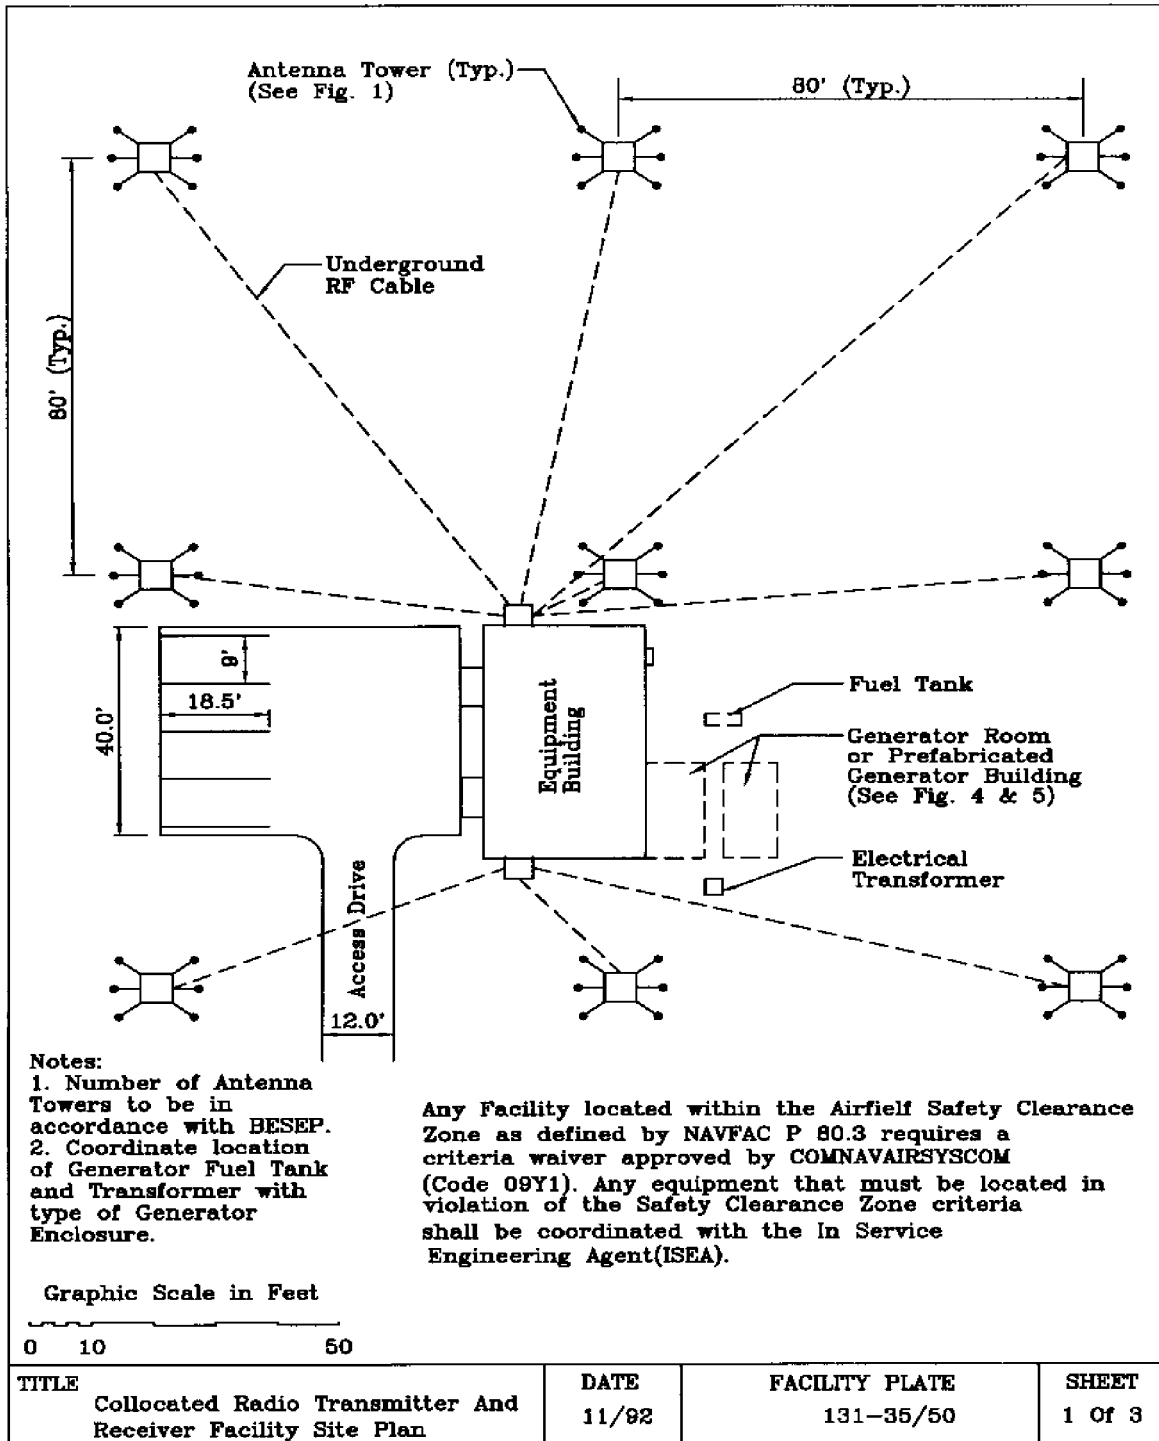 Antenna Tower (Typ.)
(See Fig. 1)
80' (Typ.)
Underground
RF Cable
80' (Typ.)
9'
18.5'
40.0'
Equipment
Building
Fuel Tank
Generator Room
or Prefabricated
Generator Building
(See Fig. 4 & 5)
Electrical
Transformer
Access Drive
12.0'
Notes:
1. Number of Antenna
Towers to be in
accordance with BESEP.
2. Coordinate location
of Generator Fuel Tank
and Transformer with
type of Generator
Enclosure.
Any Facility located within the Airfielf Safety Clearance
Zone as defined by NAVFAC P 80.3 requires a
criteria waiver approved by COMNAVAIRSYSCOM
(Code 09Y1). Any equipment that must be located in
violation of the Safety Clearance Zone criteria
shall be coordinated with the In Service
Engineering Agent(ISEA).
Graphic Scale in Feet
0 10 50
TITLE
Collocated Radio Transmitter And
Receiver Facility Site Plan
DATE
11/92
FACILITY PLATE
131-35/50
SHEET
1 Of 3